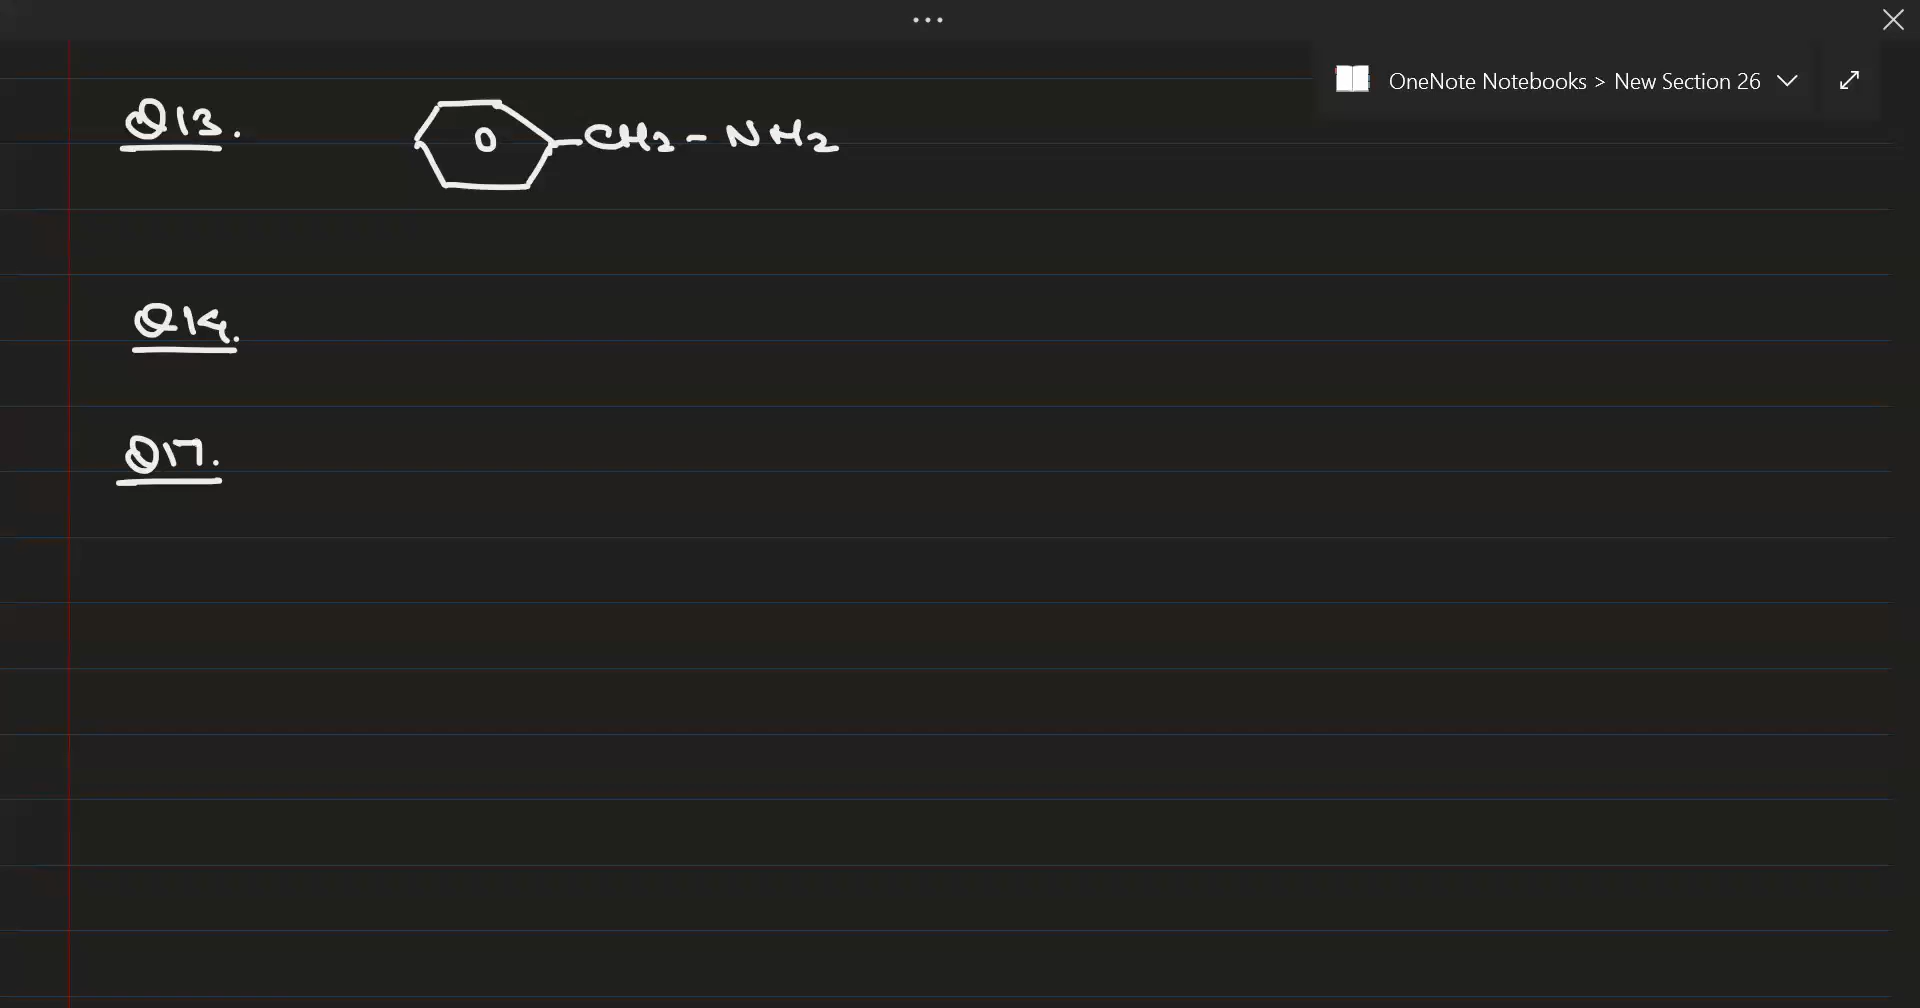 ...
OneNote Notebooks > New Section 26
Q13. O -CH2-NH2
Q14.
Q17.